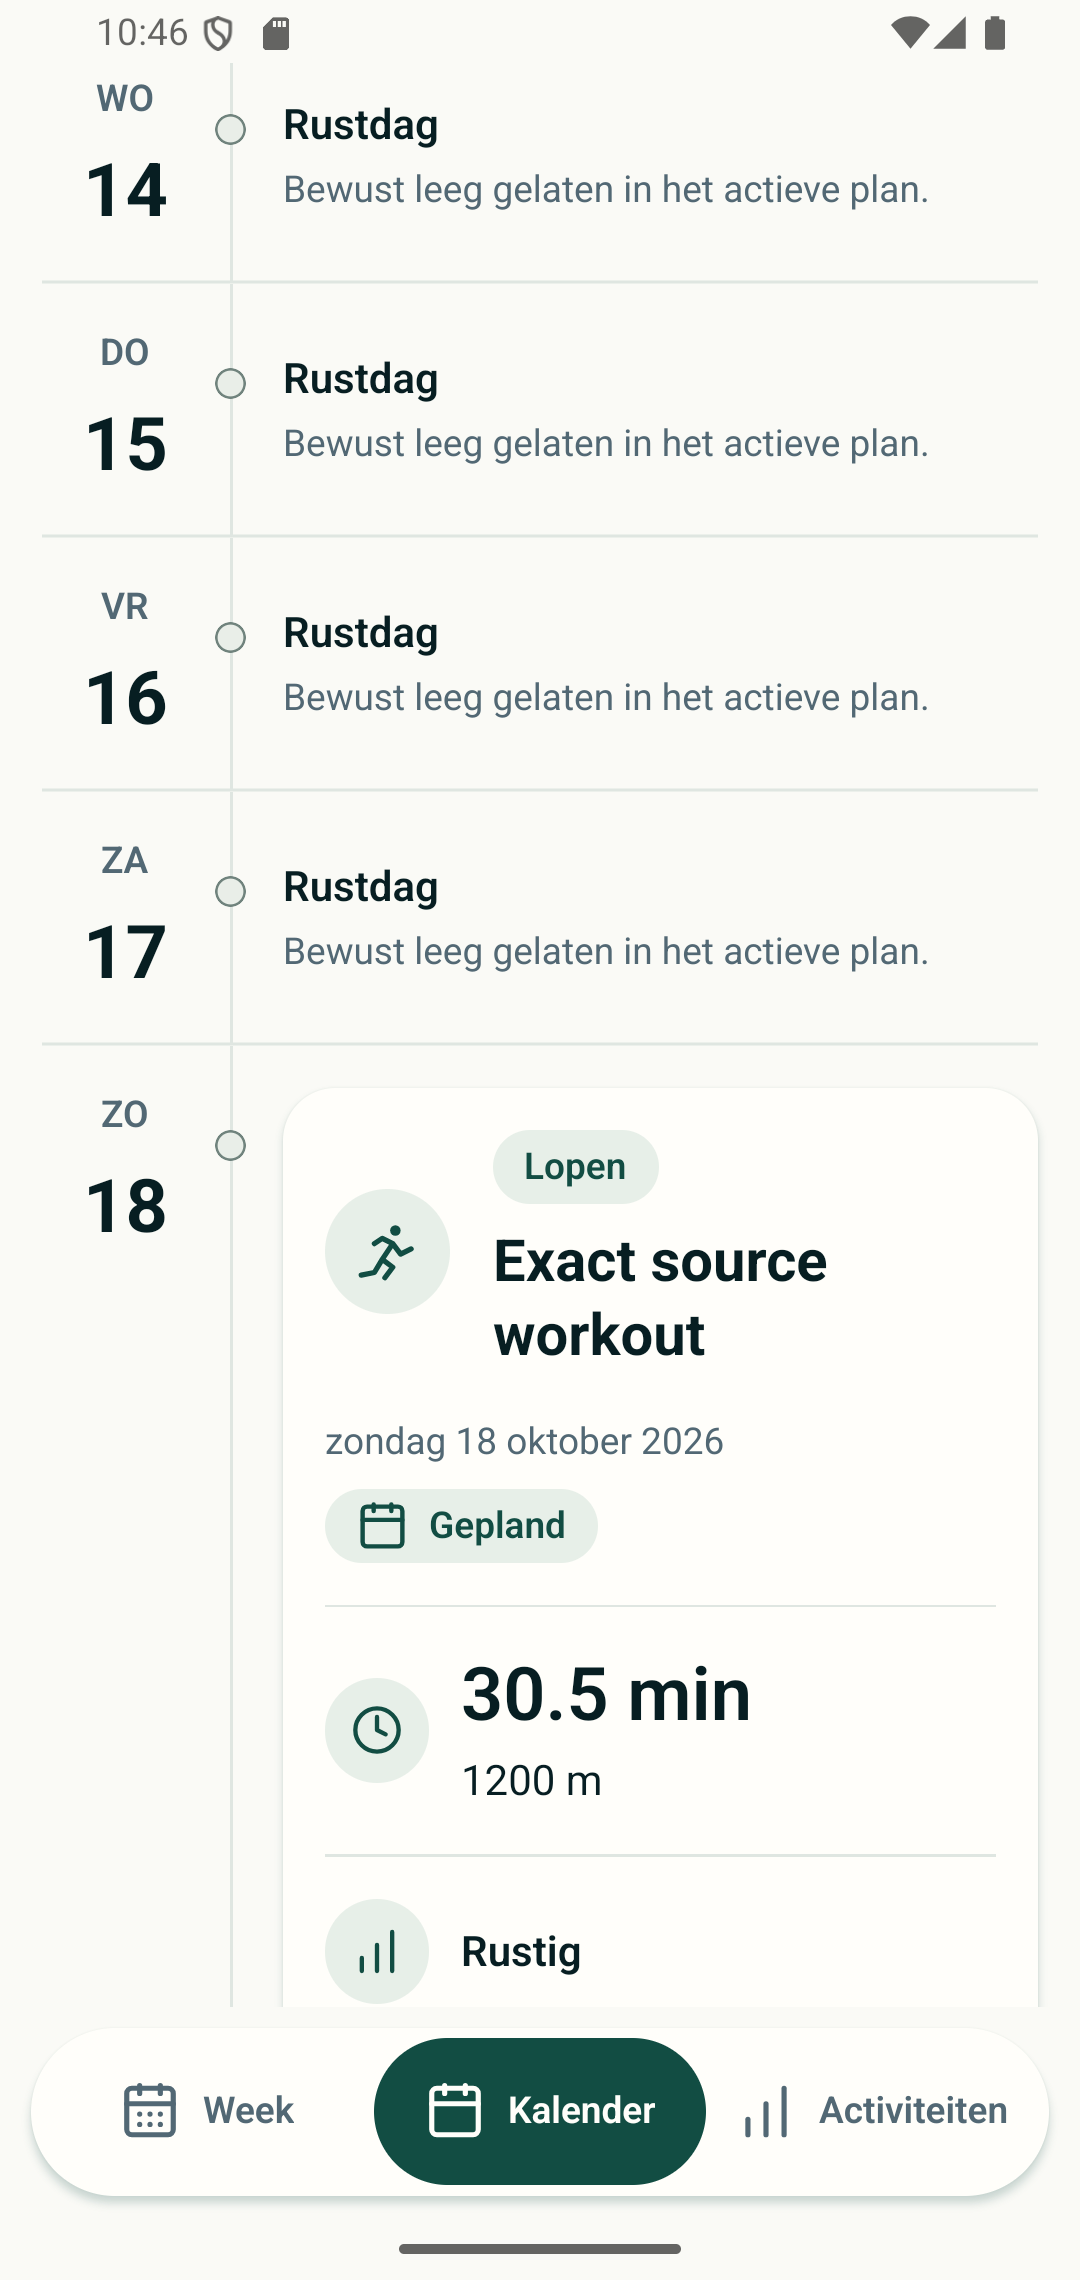 10:46
WO
14
Rustdag
Bewust leeg gelaten in het actieve plan.
DO
15
Rustdag
Bewust leeg gelaten in het actieve plan.
VR
16
Rustdag
Bewust leeg gelaten in het actieve plan.
ZA
17
Rustdag
Bewust leeg gelaten in het actieve plan.
ZO
18
Lopen
Exact source
workout
zondag 18 oktober 2026
Gepland
30.5 min
1200 m
Rustig
Week
Kalender
Activiteiten